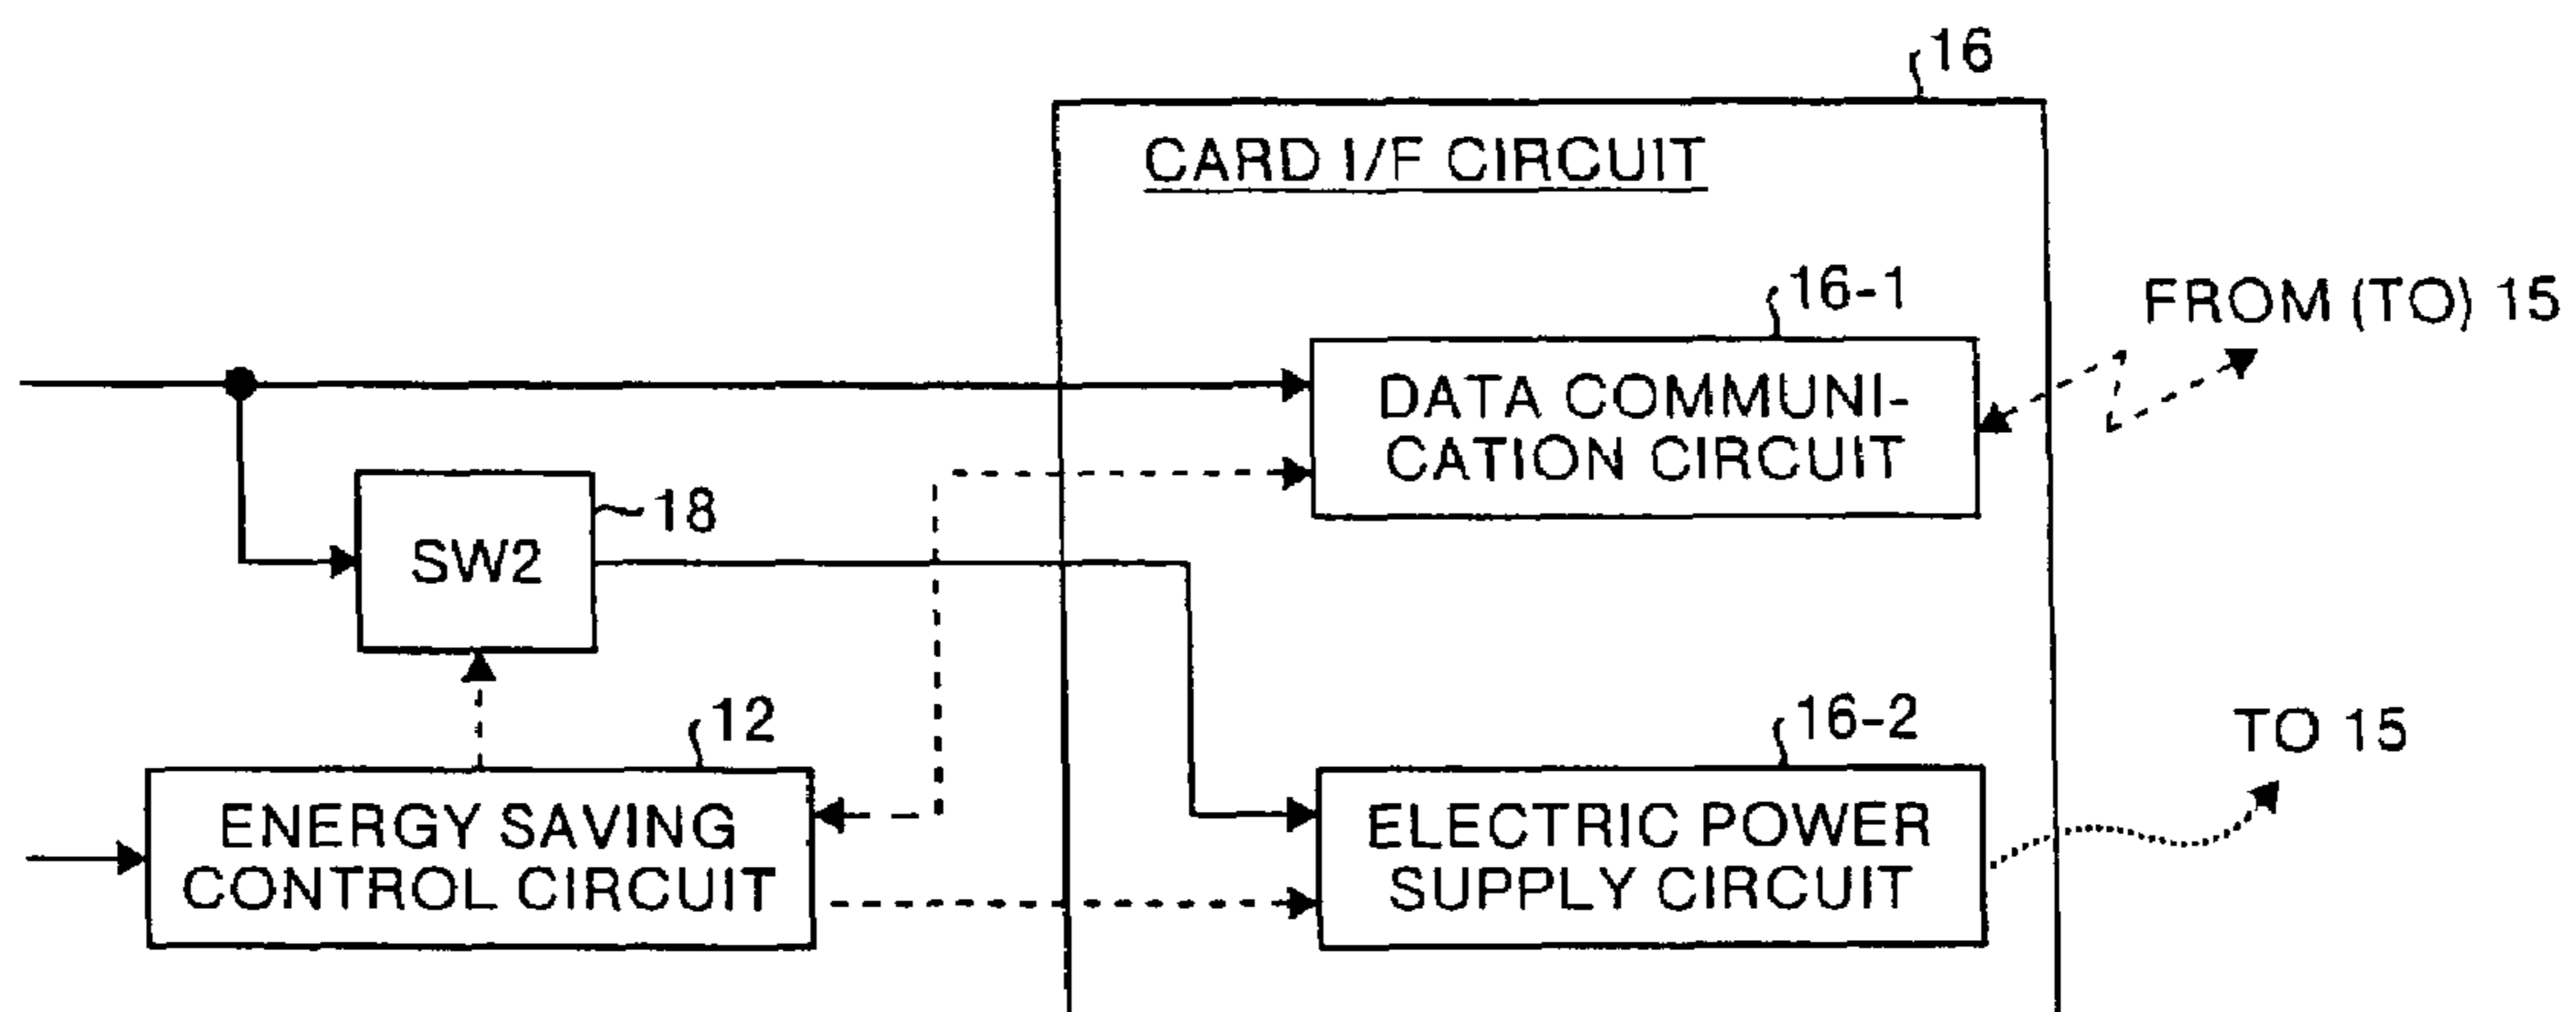 16
CARD I/F CIRCUIT
16-1
FROM (TO) 15
DATA COMMUNI-
CATION CIRCUIT
18
SW2
12
ENERGY SAVING
CONTROL CIRCUIT
16-2
TO 15
ELECTRIC POWER
SUPPLY CIRCUIT